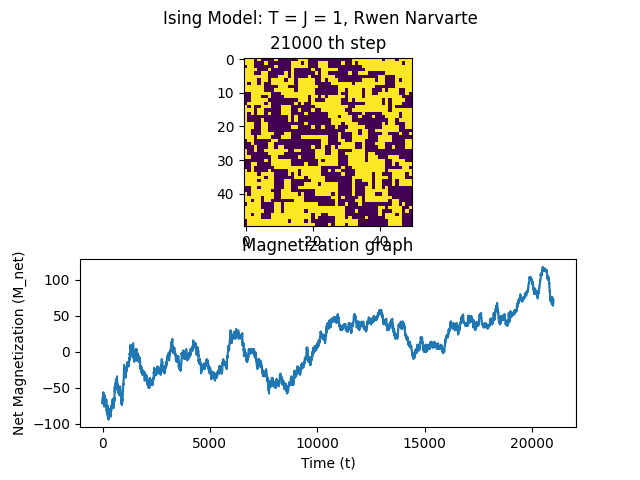 Ising Model: T = J = 1, Rwen Narvarte
21000 th step
0
10
20
30
40
0 20 40
Magnetization graph
Net Magnetization (M_net)
100
50
0
−50
−100
0 5000 10000 15000 20000
Time (t)